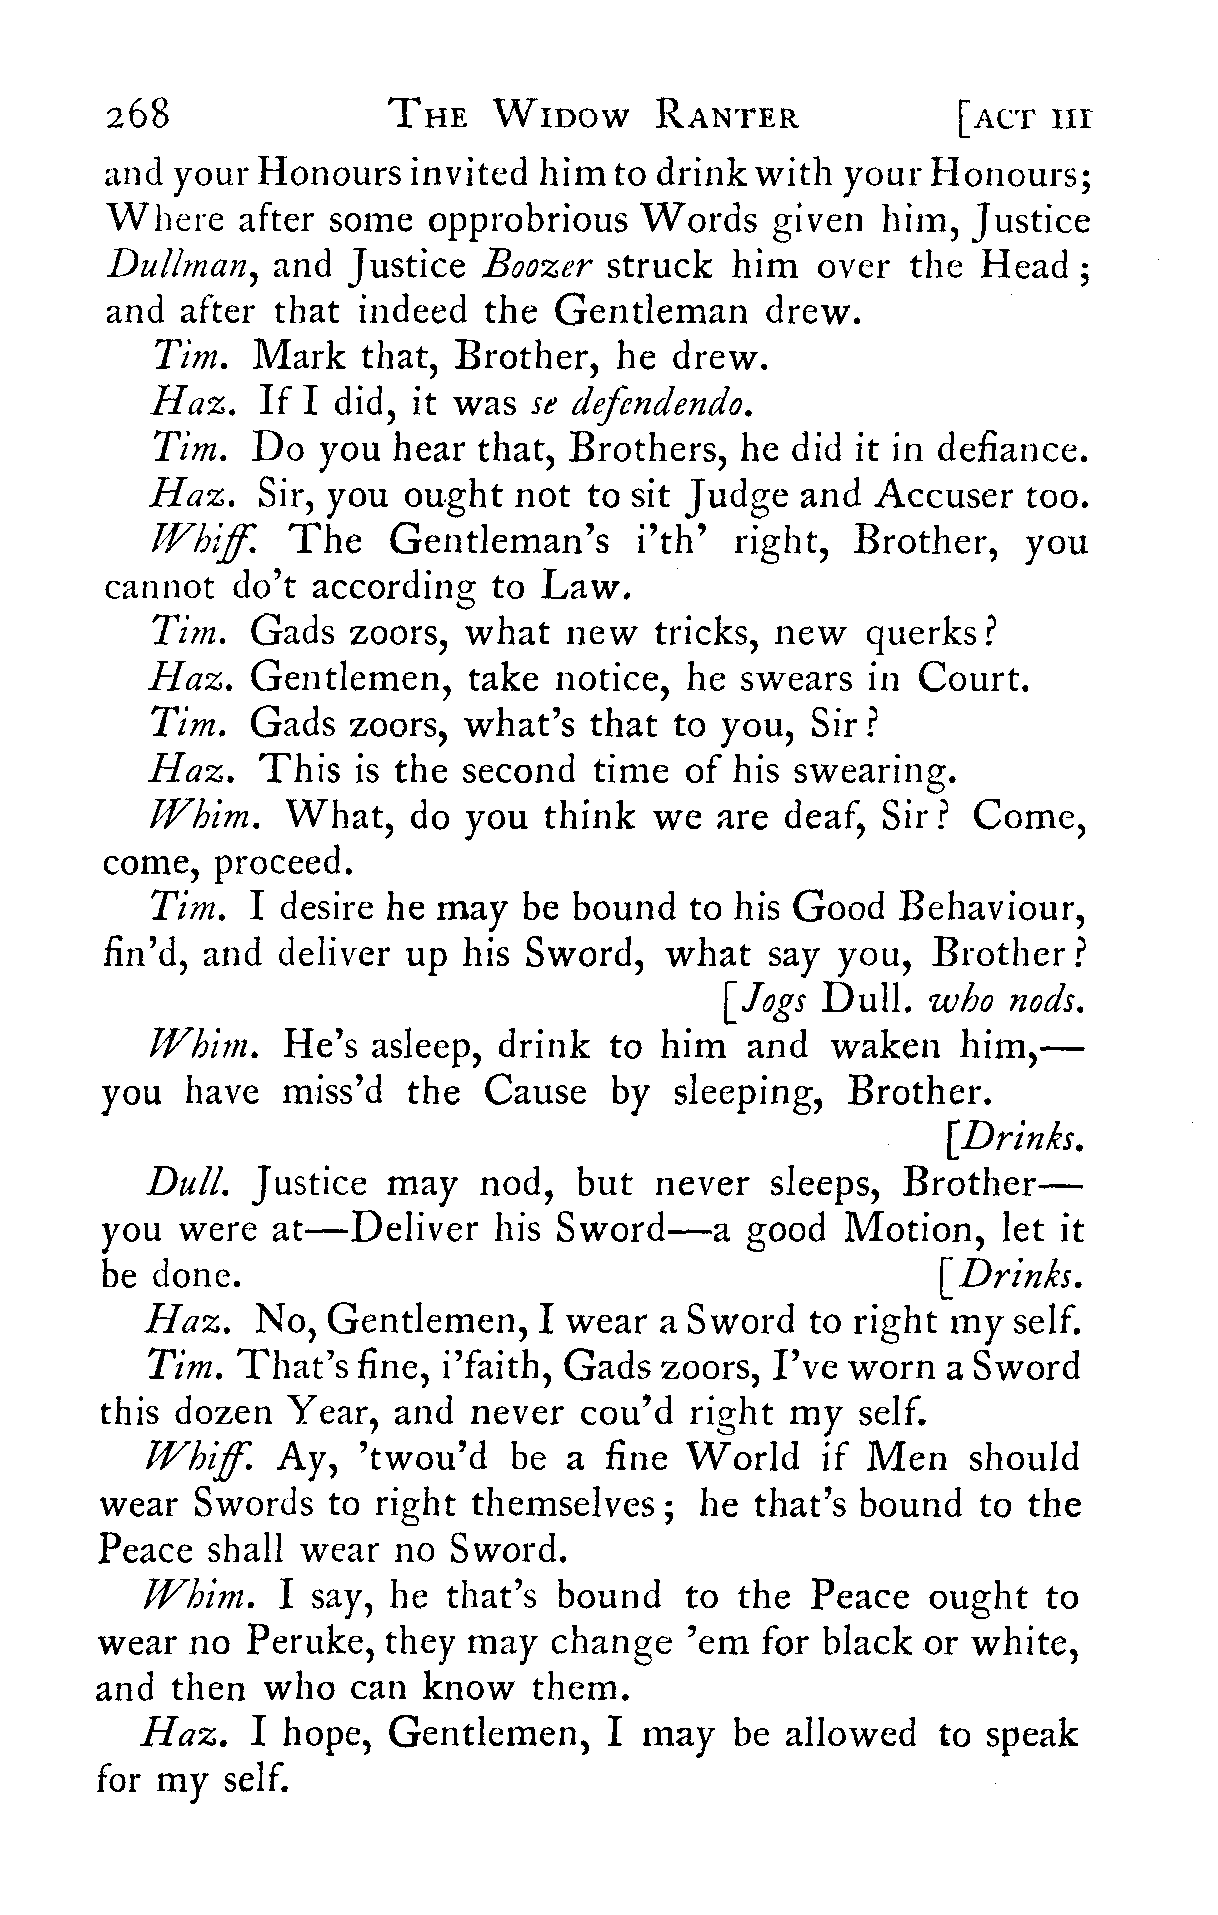 268 The Widow Ranter [ACT III
and your Honours invited him to drink with your Honours;
Where after some opprobrious Words given him, Justice
Dullman, and Justice Boozer struck him over the Head ;
and after that indeed the Gentleman drew.
Tim. Mark that, Brother, he drew.
Haz. If I did, it was se defendendo.
Tim. Do you hear that, Brothers, he did it in defiance.
Haz. Sir, you ought not to sit Judge and Accuser too.
Whiff. The Gentleman's i'th' right, Brother, you
cannot do't according to Law.
Tim. Gads zoors, what new tricks, new querks ?
Haz. Gentlemen, take notice, he swears in Court.
Tim. Gads zoors, what's that to you, Sir ?
Haz. This is the second time of his swearing.
Whim. What, do you think we are deaf, Sir ? Come,
come, proceed.
Tim. I desire he may be bound to his Good Behaviour,
fin'd, and deliver up his Sword, what say you, Brother ?
[Jogs Dull. who nods.
Whim. He's asleep, drink to him and waken him,—
you have miss'd the Cause by sleeping, Brother.
[Drinks.
Dull. Justice may nod, but never sleeps, Brother—
you were at—Deliver his Sword—a good Motion, let it
be done. [Drinks.
Haz. No, Gentlemen, I wear a Sword to right my self.
Tim. That's fine, i'faith, Gads zoors, I've worn a Sword
this dozen Year, and never cou'd right my self.
Whiff. Ay, 'twou'd be a fine World if Men should
wear Swords to right themselves ; he that's bound to the
Peace shall wear no Sword.
Whim. I say, he that's bound to the Peace ought to
wear no Peruke, they may change 'em for black or white,
and then who can know them.
Haz. I hope, Gentlemen, I may be allowed to speak
for my self.